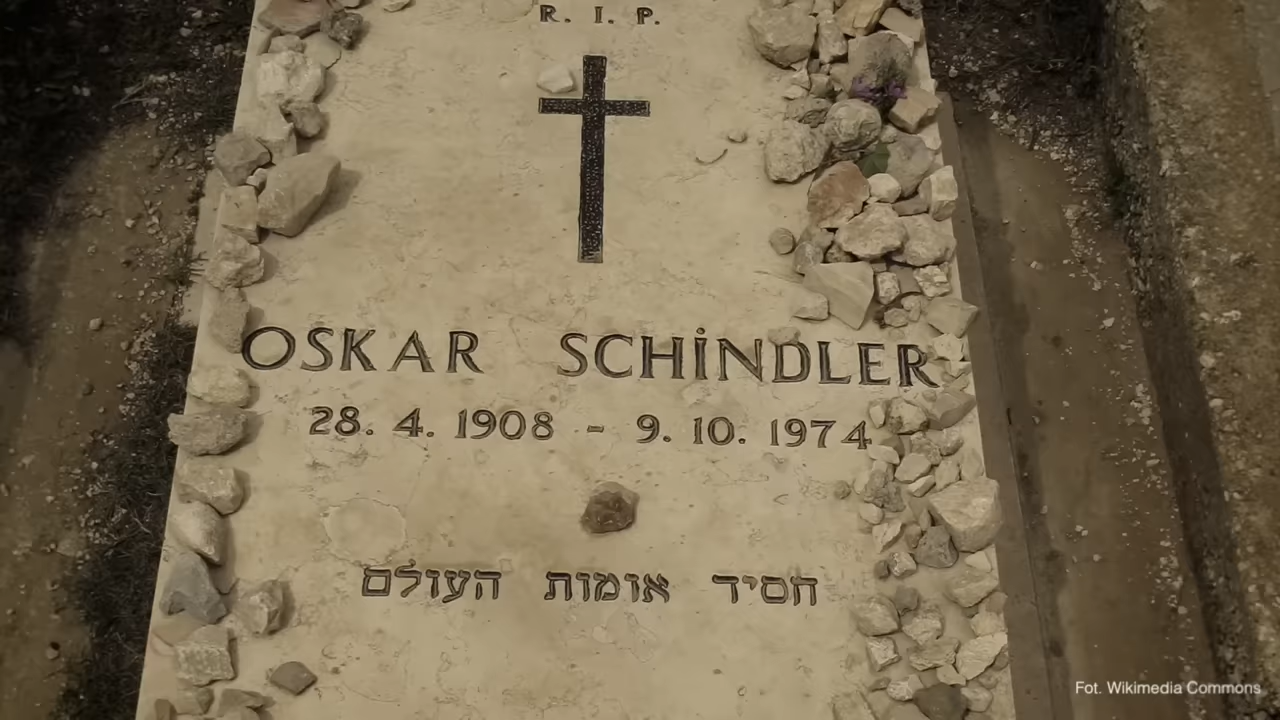 R. I. P.
OSKAR SCHiNDLER
28. 4. 1908 - 9. 10. 1974
חסיד אומות העולם
Fot. Wikimedia Commons